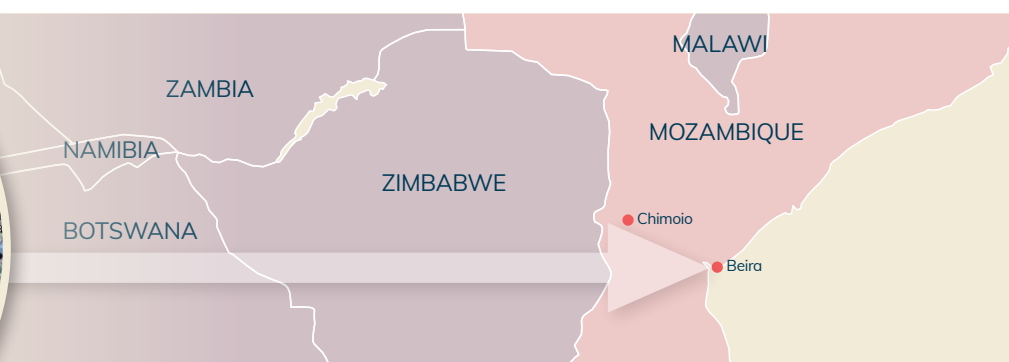 MALAWI
ZAMBIA
MOZAMBIQUE
NAMIBIA
ZIMBABWE
Chimoio
BOTSWANA
Beira